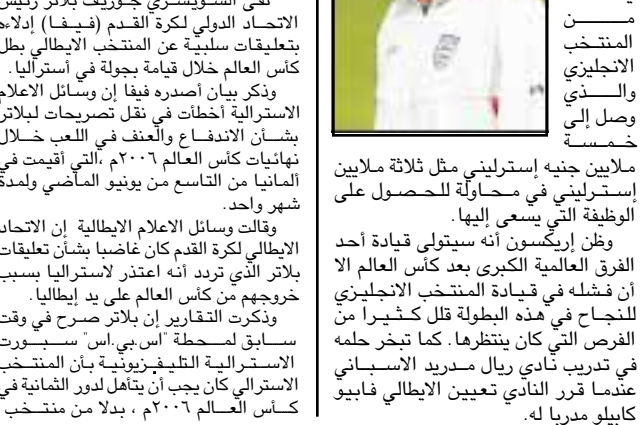 من
المنتخب
الانجليزي
والذي
وصل إلى
خمسة
ملايين جنيه إسترليني مثل ثلاثة ملايين
إسترليني في محاولة للحصول على
الوظيفة التي يسعى إليها.
وظن إريكسون أنه سيتولى قيادة أحد
الفرق العالمية الكبرى بعد كأس العالم الا
أن فشله في قيادة المنتخب الانجليزي
للنجاح في هذه البطولة قلل كثيرا من
الفرص التي كان ينتظرها. كما تبخر حلمه
في تدريب نادي ريال مدريد الاسباني
عندما قرر النادي تعيين الايطالي فابيو
كابيلو مدربا له.
نفى السويسري جوزيف بلاتر رئيس
الاتحاد الدولي لكرة القدم (فيفا) إدلاءه
بتعليقات سلبية عن المنتخب الايطالي بطل
كأس العالم خلال قيامة بجولة في أستراليا.
وذكر بيان أصدره فيفا إن وسائل الاعلام
الاسترالية أخطأت في نقل تصريحات لبلاتر
بشأن الاندفاع والعنف في اللعب خلال
نهائيات كأس العالم ٢٠٠٦م ،التي أقيمت في
ألمانيا من التاسع من يونيو الماضي ولمدة
شهر واحد.
وقالت وسائل الاعلام الايطالية إن الاتحاد
الايطالي لكرة القدم كان غاضبا بشأن تعليقات
بلاتر الذي تردد أنه اعتذر لاستراليا بسبب
خروجهم من كأس العالم على يد إيطاليا.
وذكرت التقارير إن بلاتر صرح في وقت
سابق لمحطة "اس.بي.اس" سبورت
الاسترالية التليفزيونية بأن المنتخب
الاسترالي كان يجب أن يتأهل لدور الثمانية في
كأس العالم ٢٠٠٦م ، بدلا من منتخب